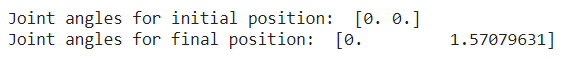 Joint angles for initial position:  [0. 0.]
Joint angles for final position:  [0.         1.57079631]